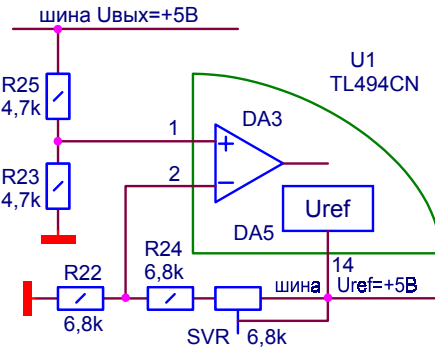 шина Uвых=+5В
U1
TL494CN
R25
4,7k
1
DA3
+
2
−
R23
4,7k
Uref
DA5
R24
6,8k
14
R22
шина Uref=+5В
6,8k
SVR 6,8k